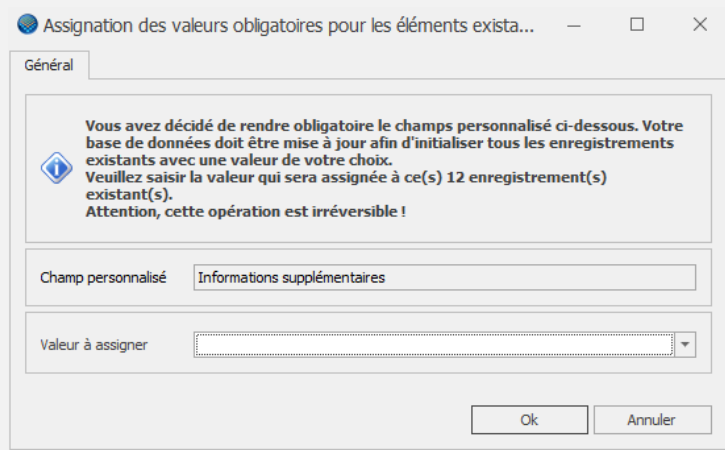 Assignation des valeurs obligatoires pour les éléments exista...
Général
Vous avez décidé de rendre obligatoire le champs personnalisé ci-dessous. Votre
base de données doit être mise à jour afin d'initialiser tous les enregistrements
existants avec une valeur de votre choix.
Veuillez saisir la valeur qui sera assignée à ce(s) 12 enregistrement(s)
existant(s).
Attention, cette opération est irréversible !
Champ personnalisé Informations supplémentaires
Valeur à assigner
Ok Annuler